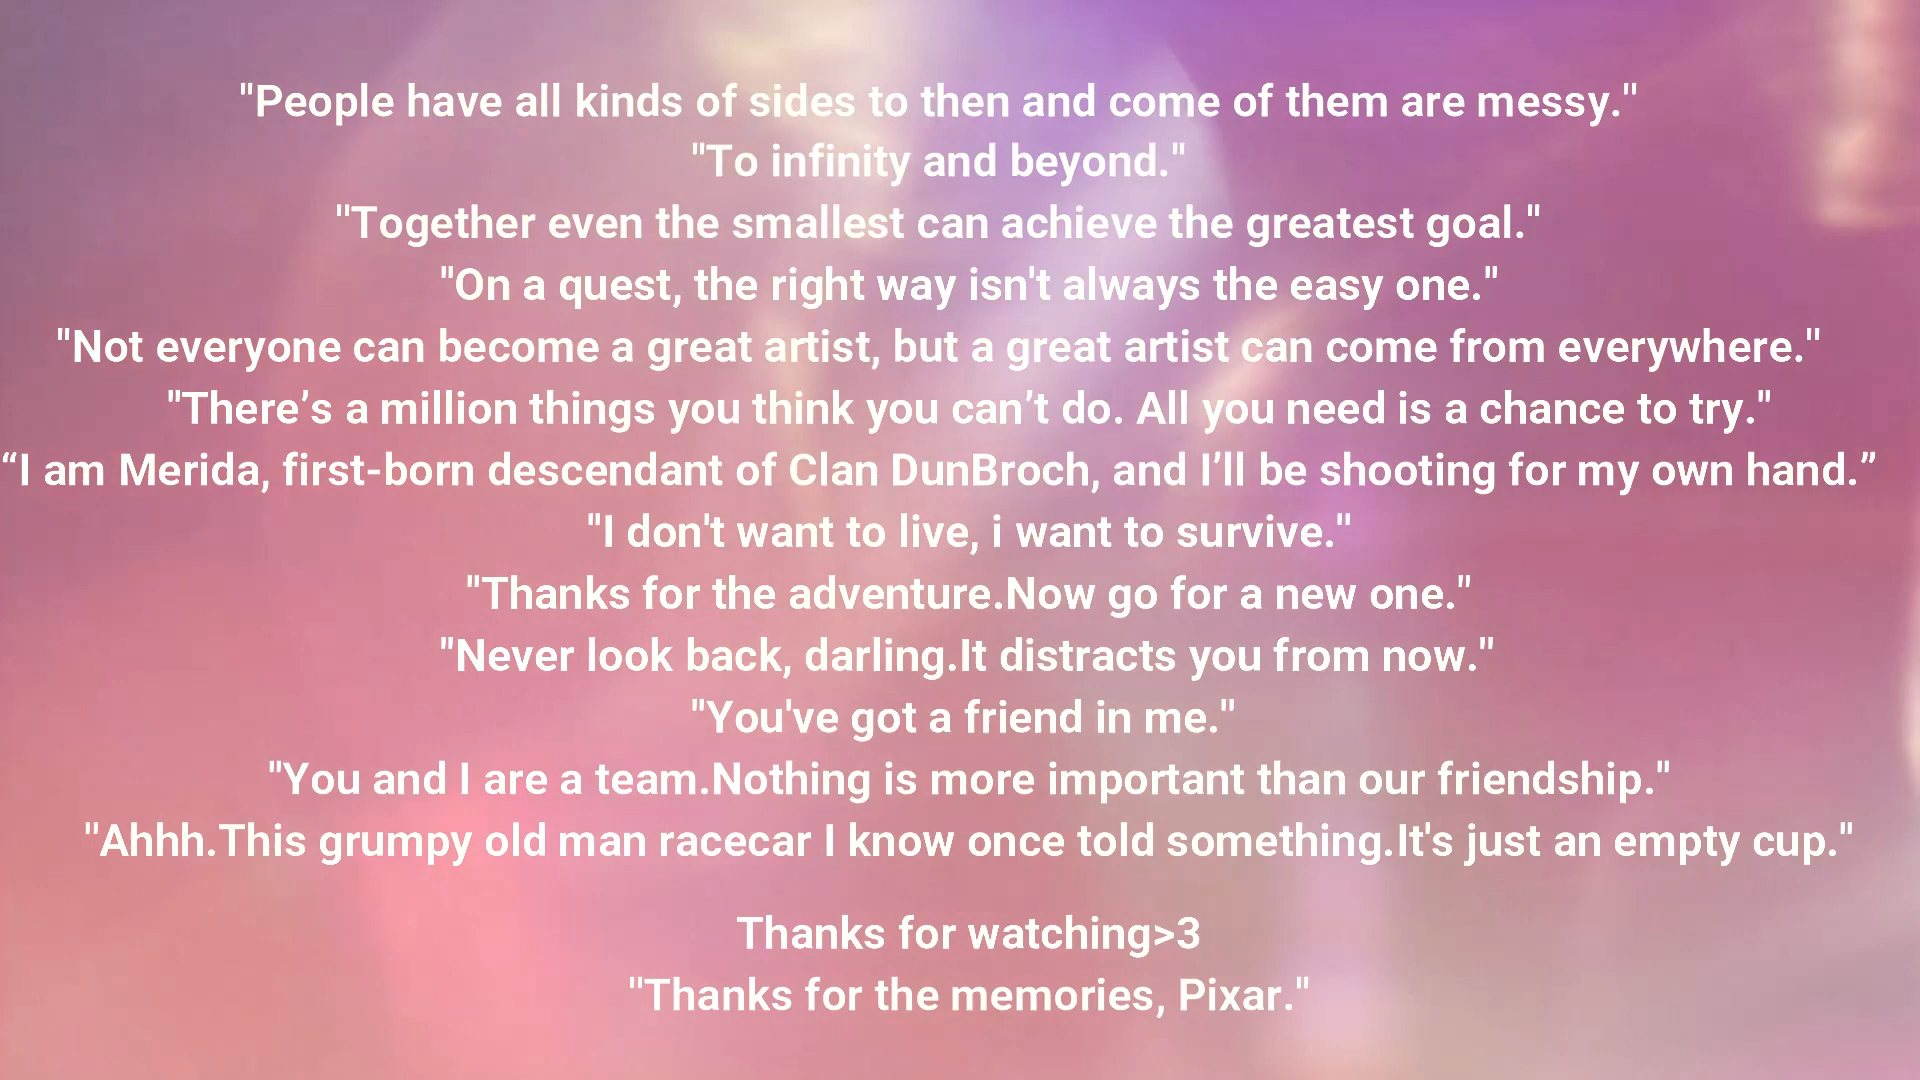 "People have all kinds of sides to then and come of them are messy."
"To infinity and beyond."
"Together even the smallest can achieve the greatest goal."
"On a quest, the right way isn't always the easy one."
"Not everyone can become a great artist, but a great artist can come from everywhere."
"There’s a million things you think you can’t do. All you need is a chance to try."
“I am Merida, first-born descendant of Clan DunBroch, and I’ll be shooting for my own hand.”
"I don't want to live, i want to survive."
"Thanks for the adventure.Now go for a new one."
"Never look back, darling.It distracts you from now."
"You've got a friend in me."
"You and I are a team.Nothing is more important than our friendship."
"Ahhh.This grumpy old man racecar I know once told something.It's just an empty cup."
Thanks for watching>3
"Thanks for the memories, Pixar."